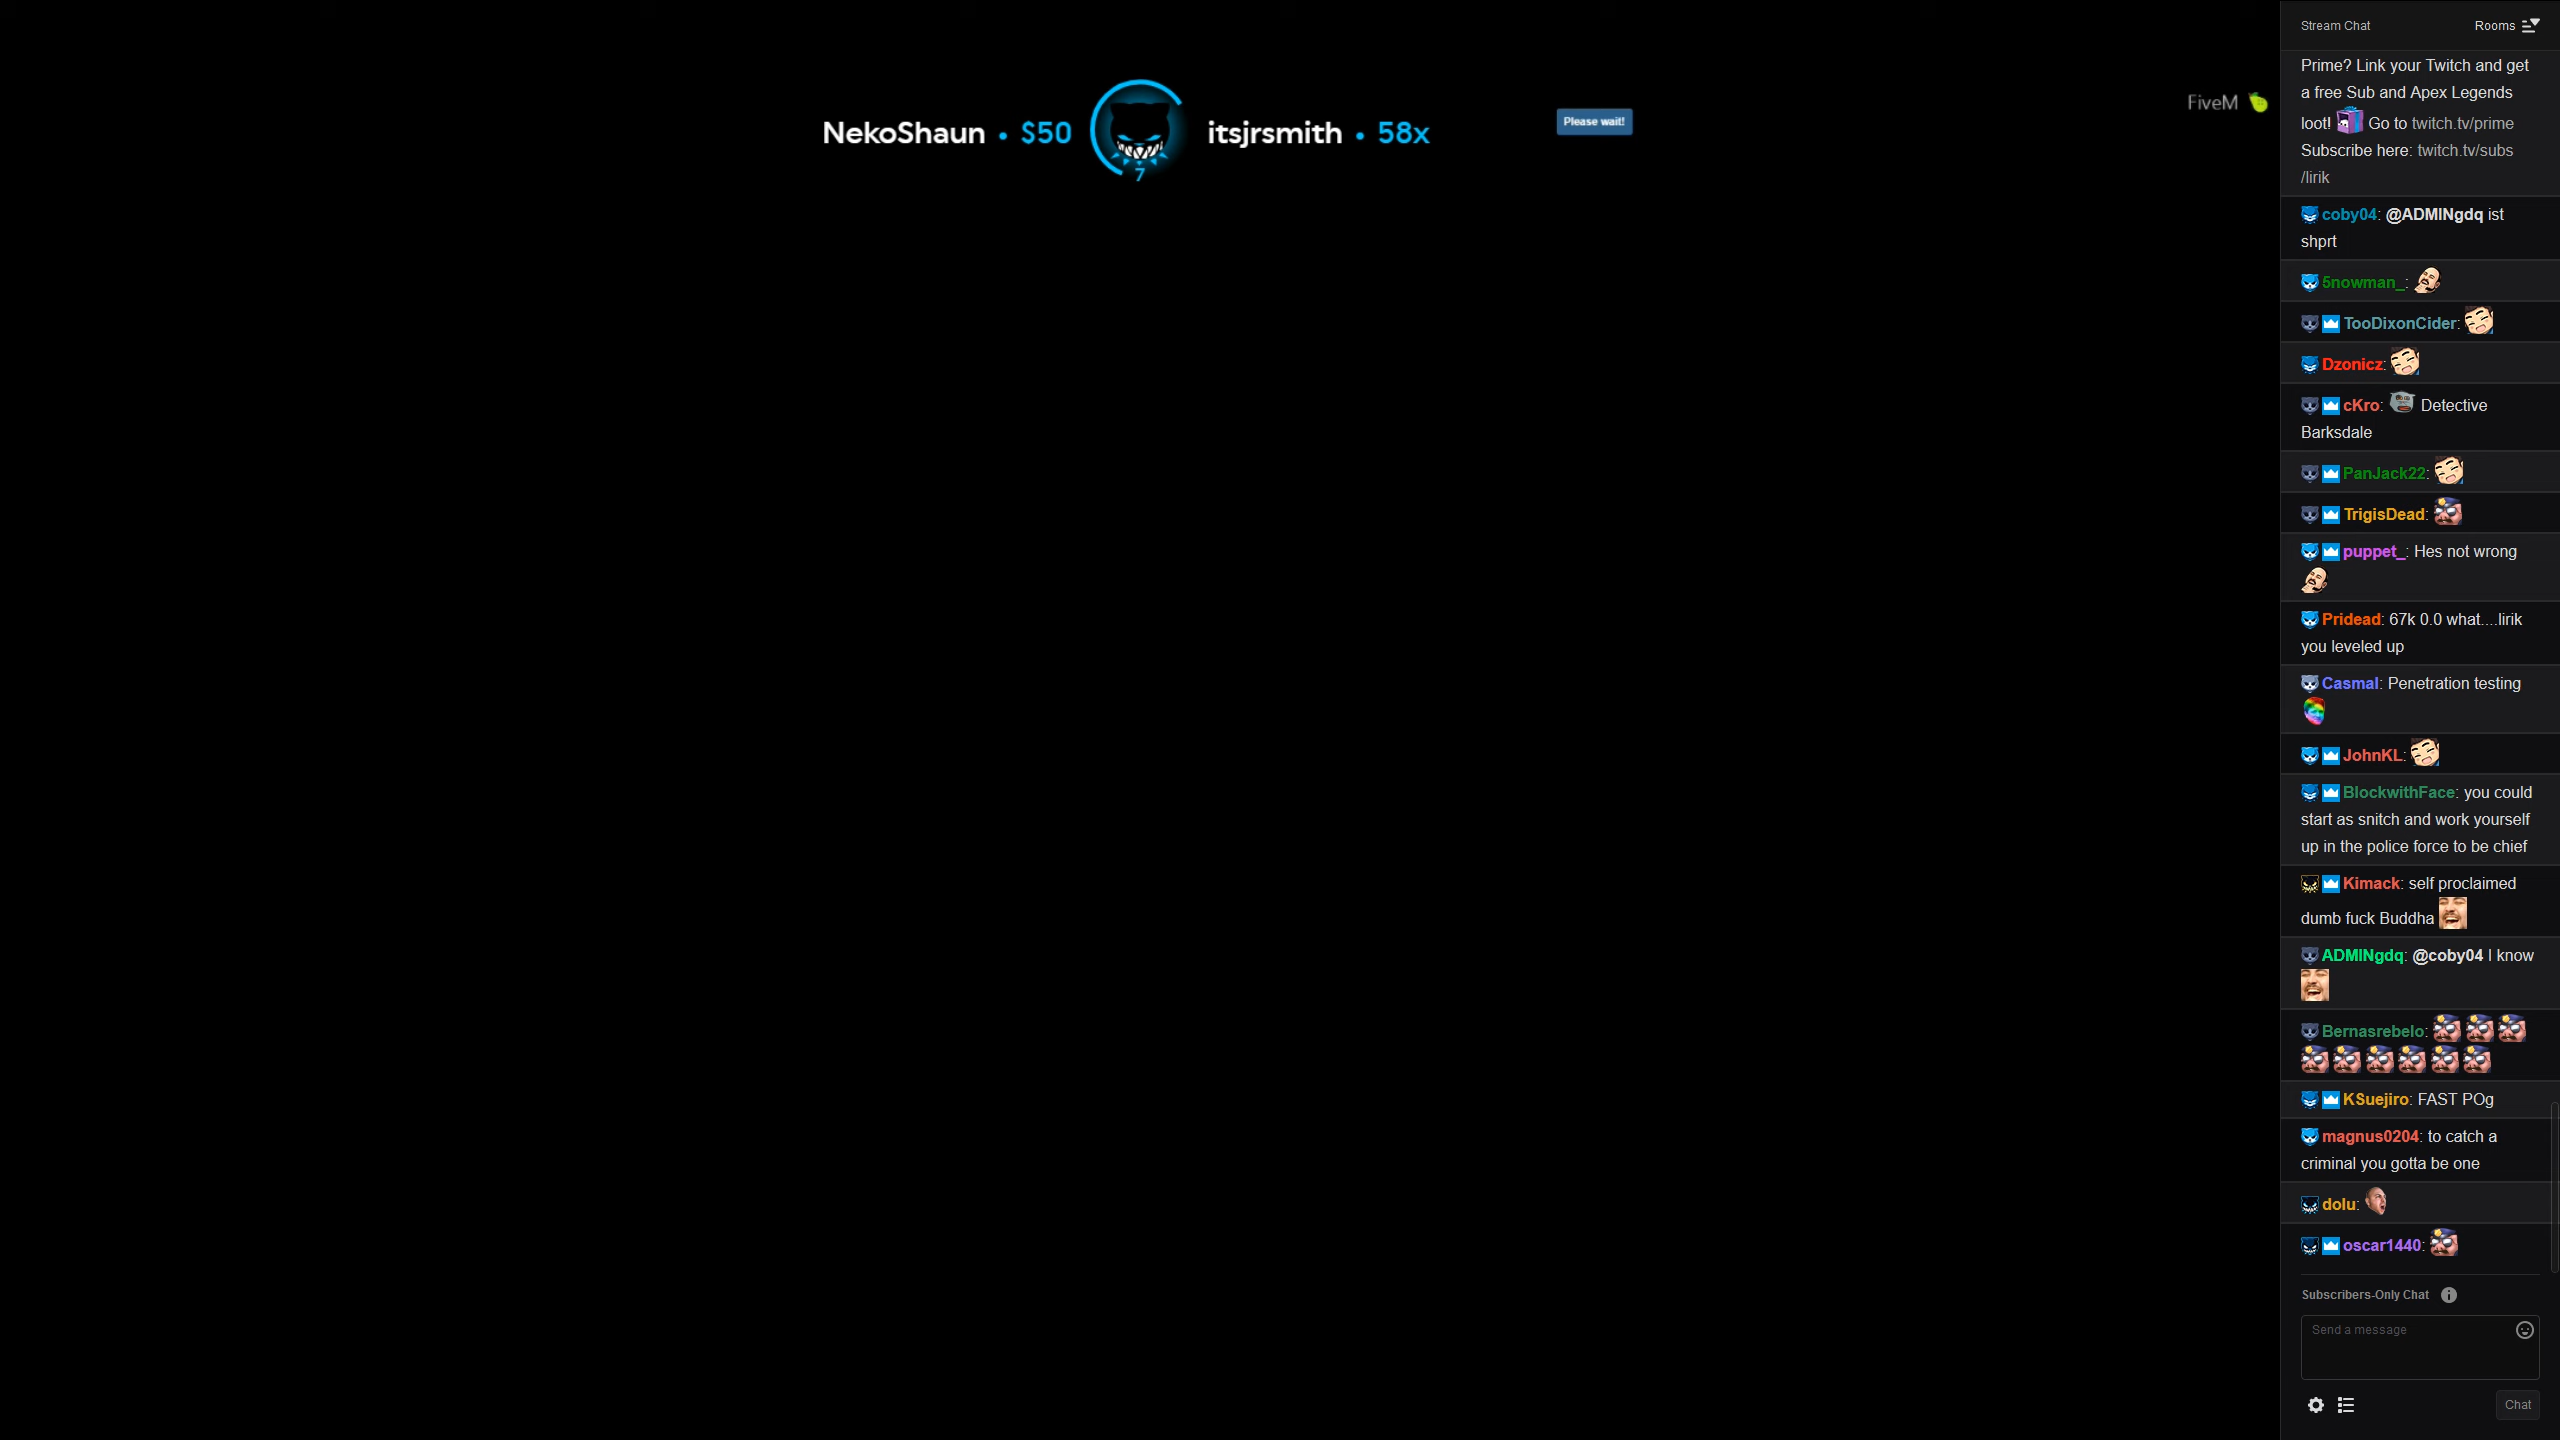 NekoShaun • $50
7
itsjrsmith • 58x
Please wait!
FiveM
Stream Chat
Rooms
Prime? Link your Twitch and get
a free Sub and Apex Legends
loot! Go to twitch.tv/prime
Subscribe here: twitch.tv/subs
/lirik
coby04: @ADMINgdq ist
shprt
5nowman_:
TooDixonCider:
Dzonicz:
cKro: Detective
Barksdale
PanJack22:
TrigisDead:
puppet_: Hes not wrong
Pridead: 67k 0.0 what....lirik
you leveled up
Casmal: Penetration testing
JohnKL:
BlockwithFace: you could
start as snitch and work yourself
up in the police force to be chief
Kimack: self proclaimed
dumb fuck Buddha
ADMINgdq: @coby04 I know
Bernasrebelo:
KSuejiro: FAST POg
magnus0204: to catch a
criminal you gotta be one
dolu:
oscar1440:
Subscribers-Only Chat
Send a message
Chat